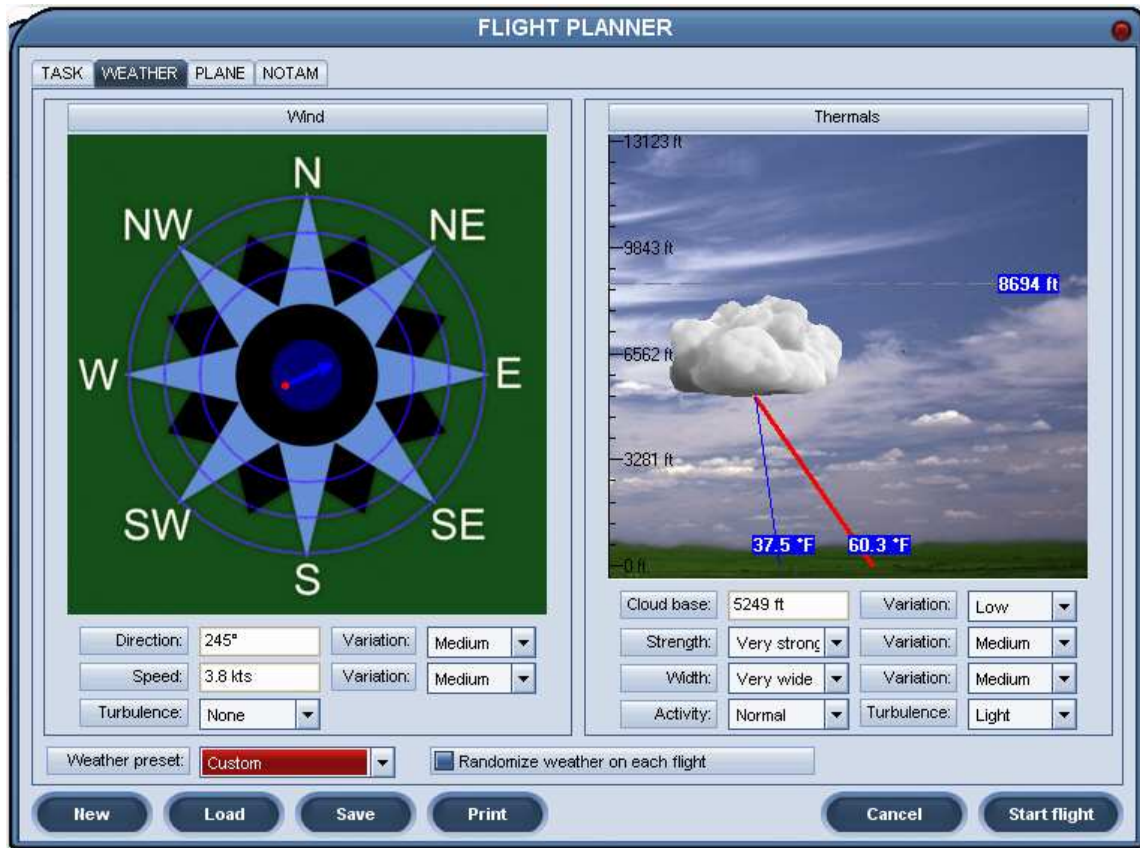 FLIGHT PLANNER
TASK WEATHER PLANE NOTAM
Wind
N
NW NE
W E
SW SE
S
Direction: 245° Variation: Medium
Speed: 3.8 kts Variation: Medium
Turbulence: None
Thermals
13123 ft
9843 ft
8694 ft
6562 ft
3281 ft
37.5 °F 60.3 °F
0 ft
Cloud base: 5249 ft Variation: Low
Strength: Very strong Variation: Medium
Width: Very wide Variation: Medium
Activity: Normal Turbulence: Light
Weather preset: Custom Randomize weather on each flight
New Load Save Print Cancel Start flight